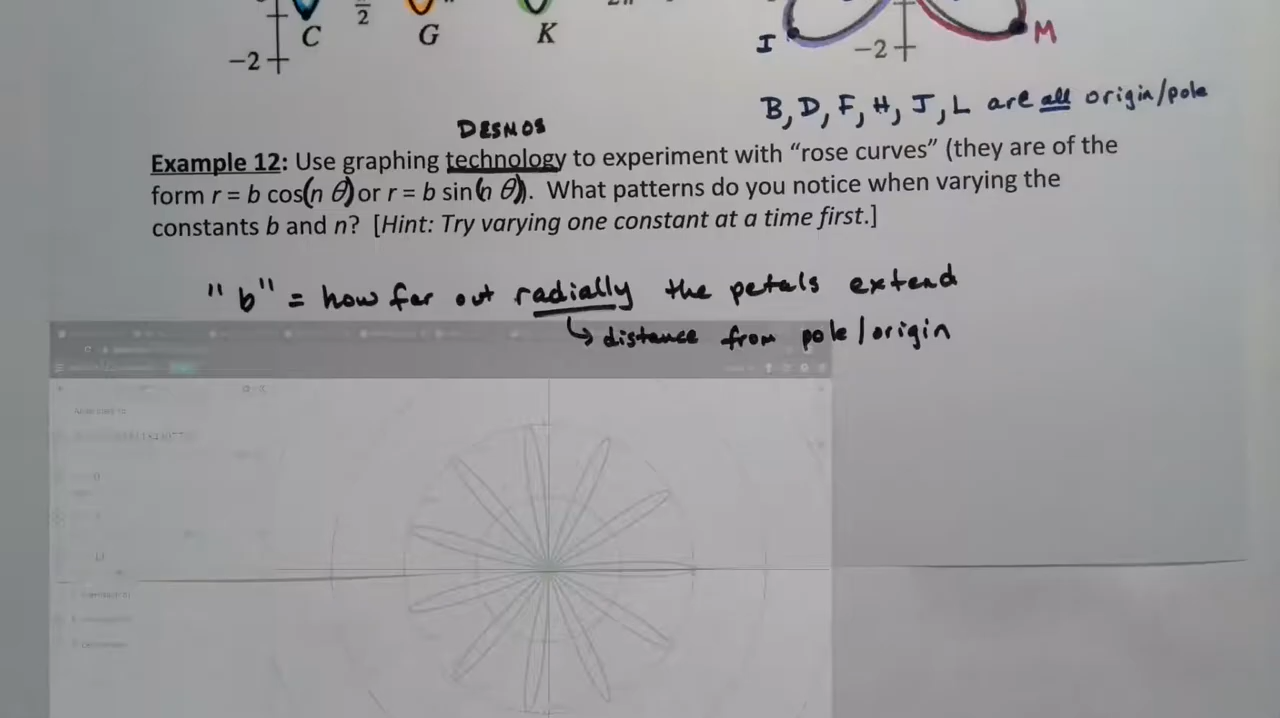 C
π/2
G
K
-2
I
-2
M
B, D, F, H, J, L are all origin/pole
DESMOS
Example 12: Use graphing technology to experiment with “rose curves” (they are of the
form r = b cos(n θ) or r = b sin(n θ)). What patterns do you notice when varying the
constants b and n? [Hint: Try varying one constant at a time first.]
"b" = how far out radially the petals extend
↳ distance from pole/origin